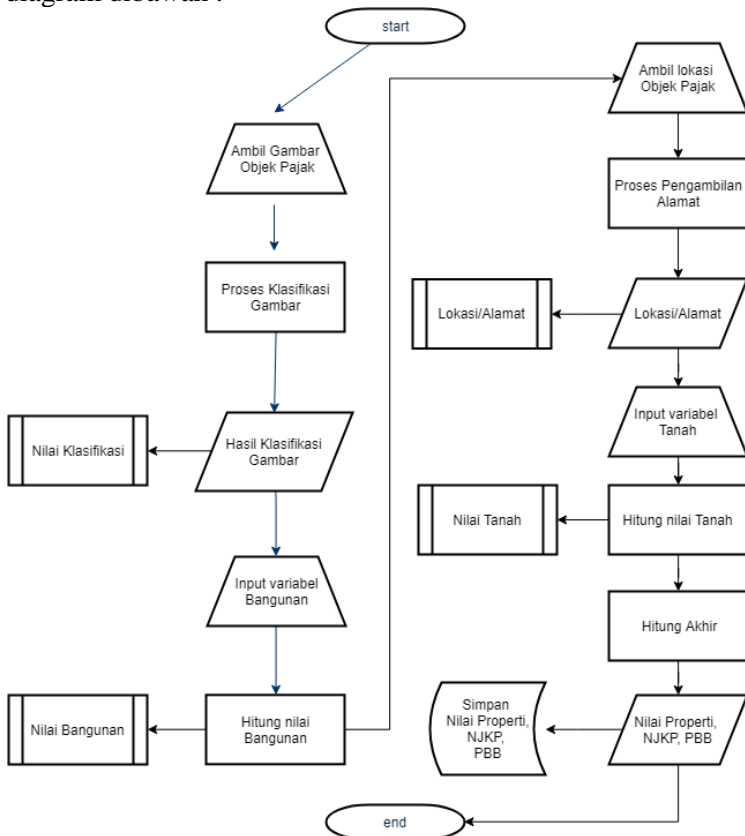 diagram dibawah :
start
Ambil Gambar
Objek Pajak
Proses Klasifikasi
Gambar
Hasil Klasifikasi
Gambar
Nilai Klasifikasi
Input variabel
Bangunan
Hitung nilai
Bangunan
Nilai Bangunan
Ambil lokasi
Objek Pajak
Proses Pengambilan
Alamat
Lokasi/Alamat
Lokasi/Alamat
Input variabel
Tanah
Hitung nilai Tanah
Nilai Tanah
Hitung Akhir
Nilai Properti,
NJKP, PBB
Simpan
Nilai Properti,
NJKP,
PBB
end